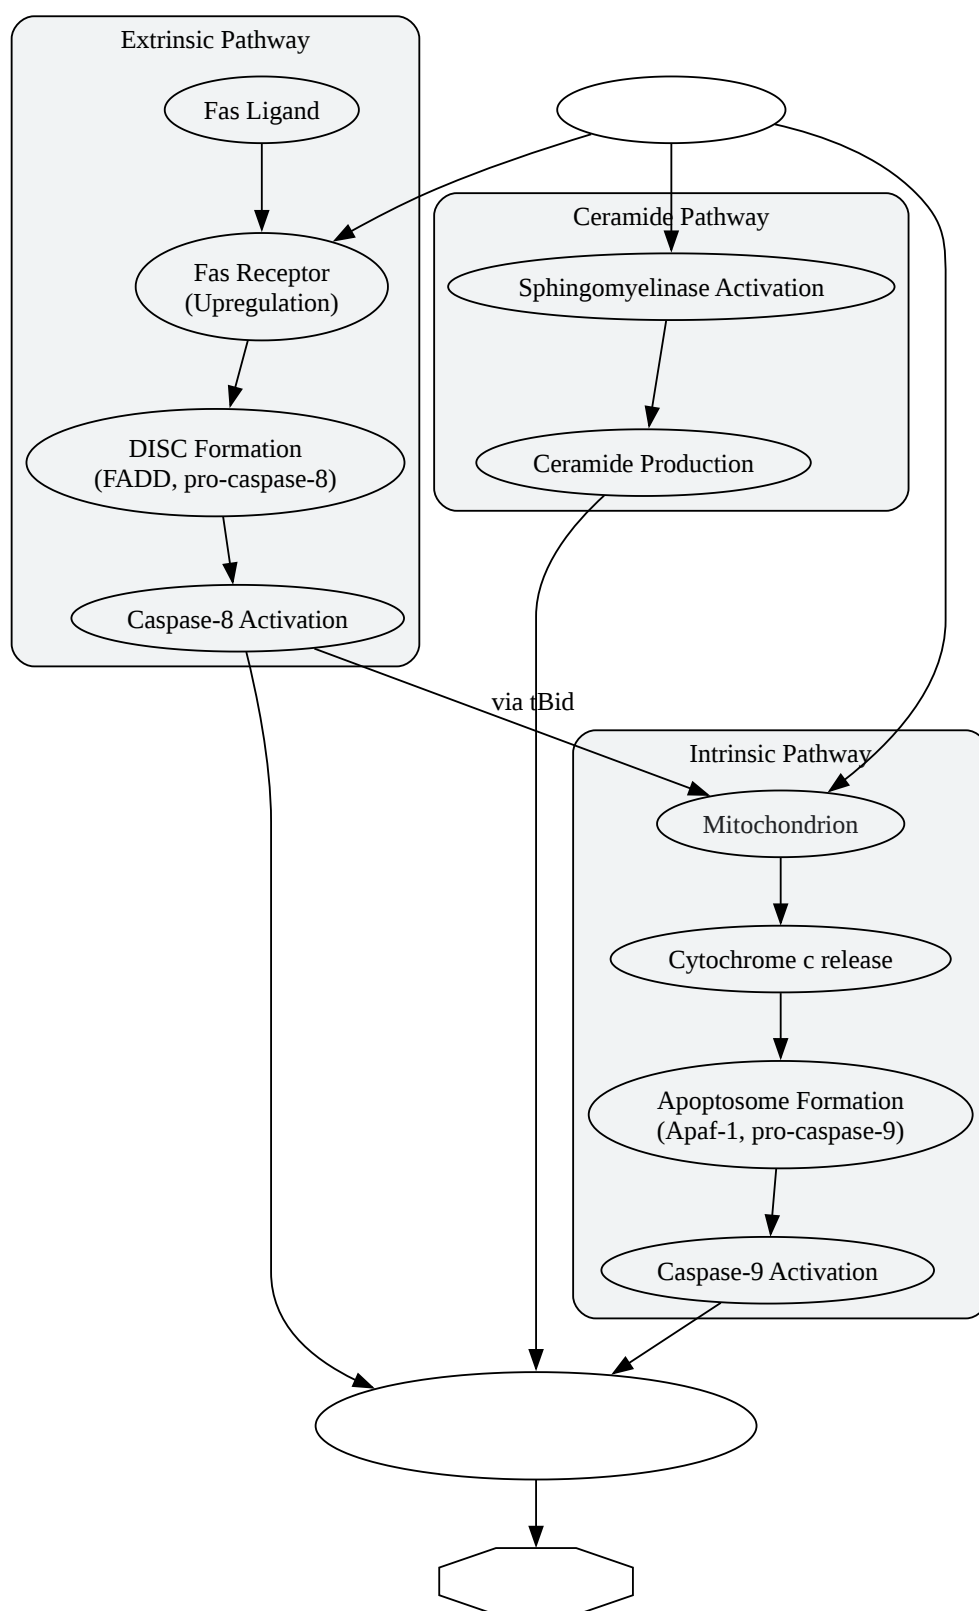 Extrinsic Pathway
Fas Ligand
Ceramide Pathway
Fas Receptor
(Upregulation)
Sphingomyelinase Activation
DISC Formation
(FADD, pro-caspase-8)
Ceramide Production
Caspase-8 Activation
via tBid
Intrinsic Pathway
Mitochondrion
Cytochrome c release
Apoptosome Formation
(Apaf-1, pro-caspase-9)
Caspase-9 Activation